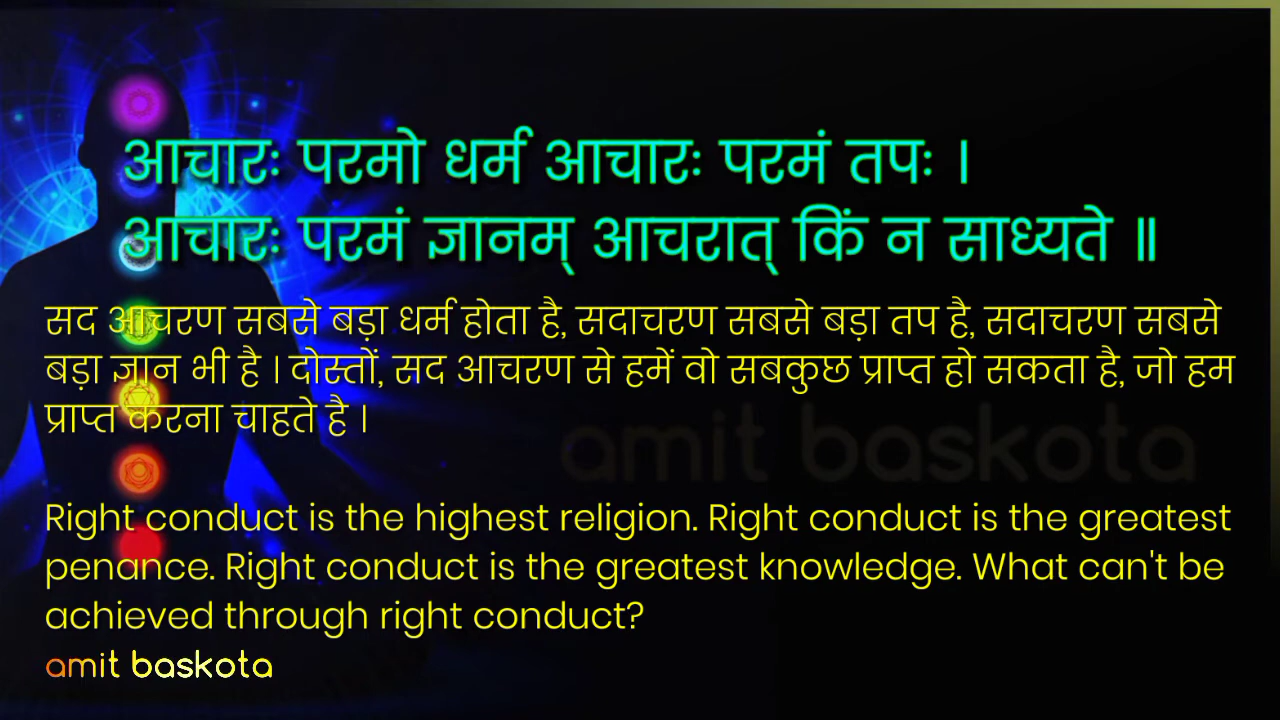 आचारः परमो धर्म आचारः परमं तपः ।
आचारः परमं ज्ञानम् आचरात् किं न साध्यते ॥
सद आचरण सबसे बड़ा धर्म होता है, सदाचरण सबसे बड़ा तप है, सदाचरण सबसे
बड़ा ज्ञान भी है । दोस्तों, सद आचरण से हमें वो सबकुछ प्राप्त हो सकता है, जो हम
प्राप्त करना चाहते है ।
amit baskota
Right conduct is the highest religion. Right conduct is the greatest
penance. Right conduct is the greatest knowledge. What can't be
achieved through right conduct?
amit baskota